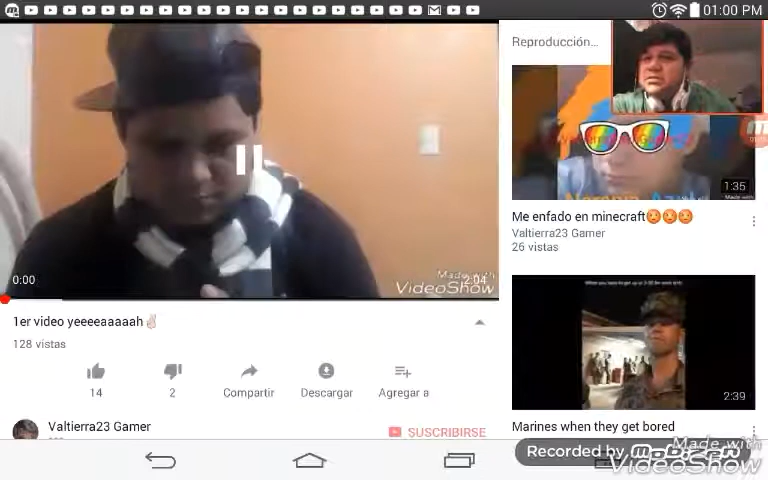 01:00 PM
0:00
Made with
VideoShow
2:04
1er video yeeeeaaaaah✌🏻
128 vistas
14
2
Compartir
Descargar
Agregar a
Valtierra23 Gamer
SUSCRIBIRSE
Reproducción...
1:35
Me enfado en minecraft
Valtierra23 Gamer
26 vistas
2:39
Marines when they get bored
Recorded by
Made with
VideoShow